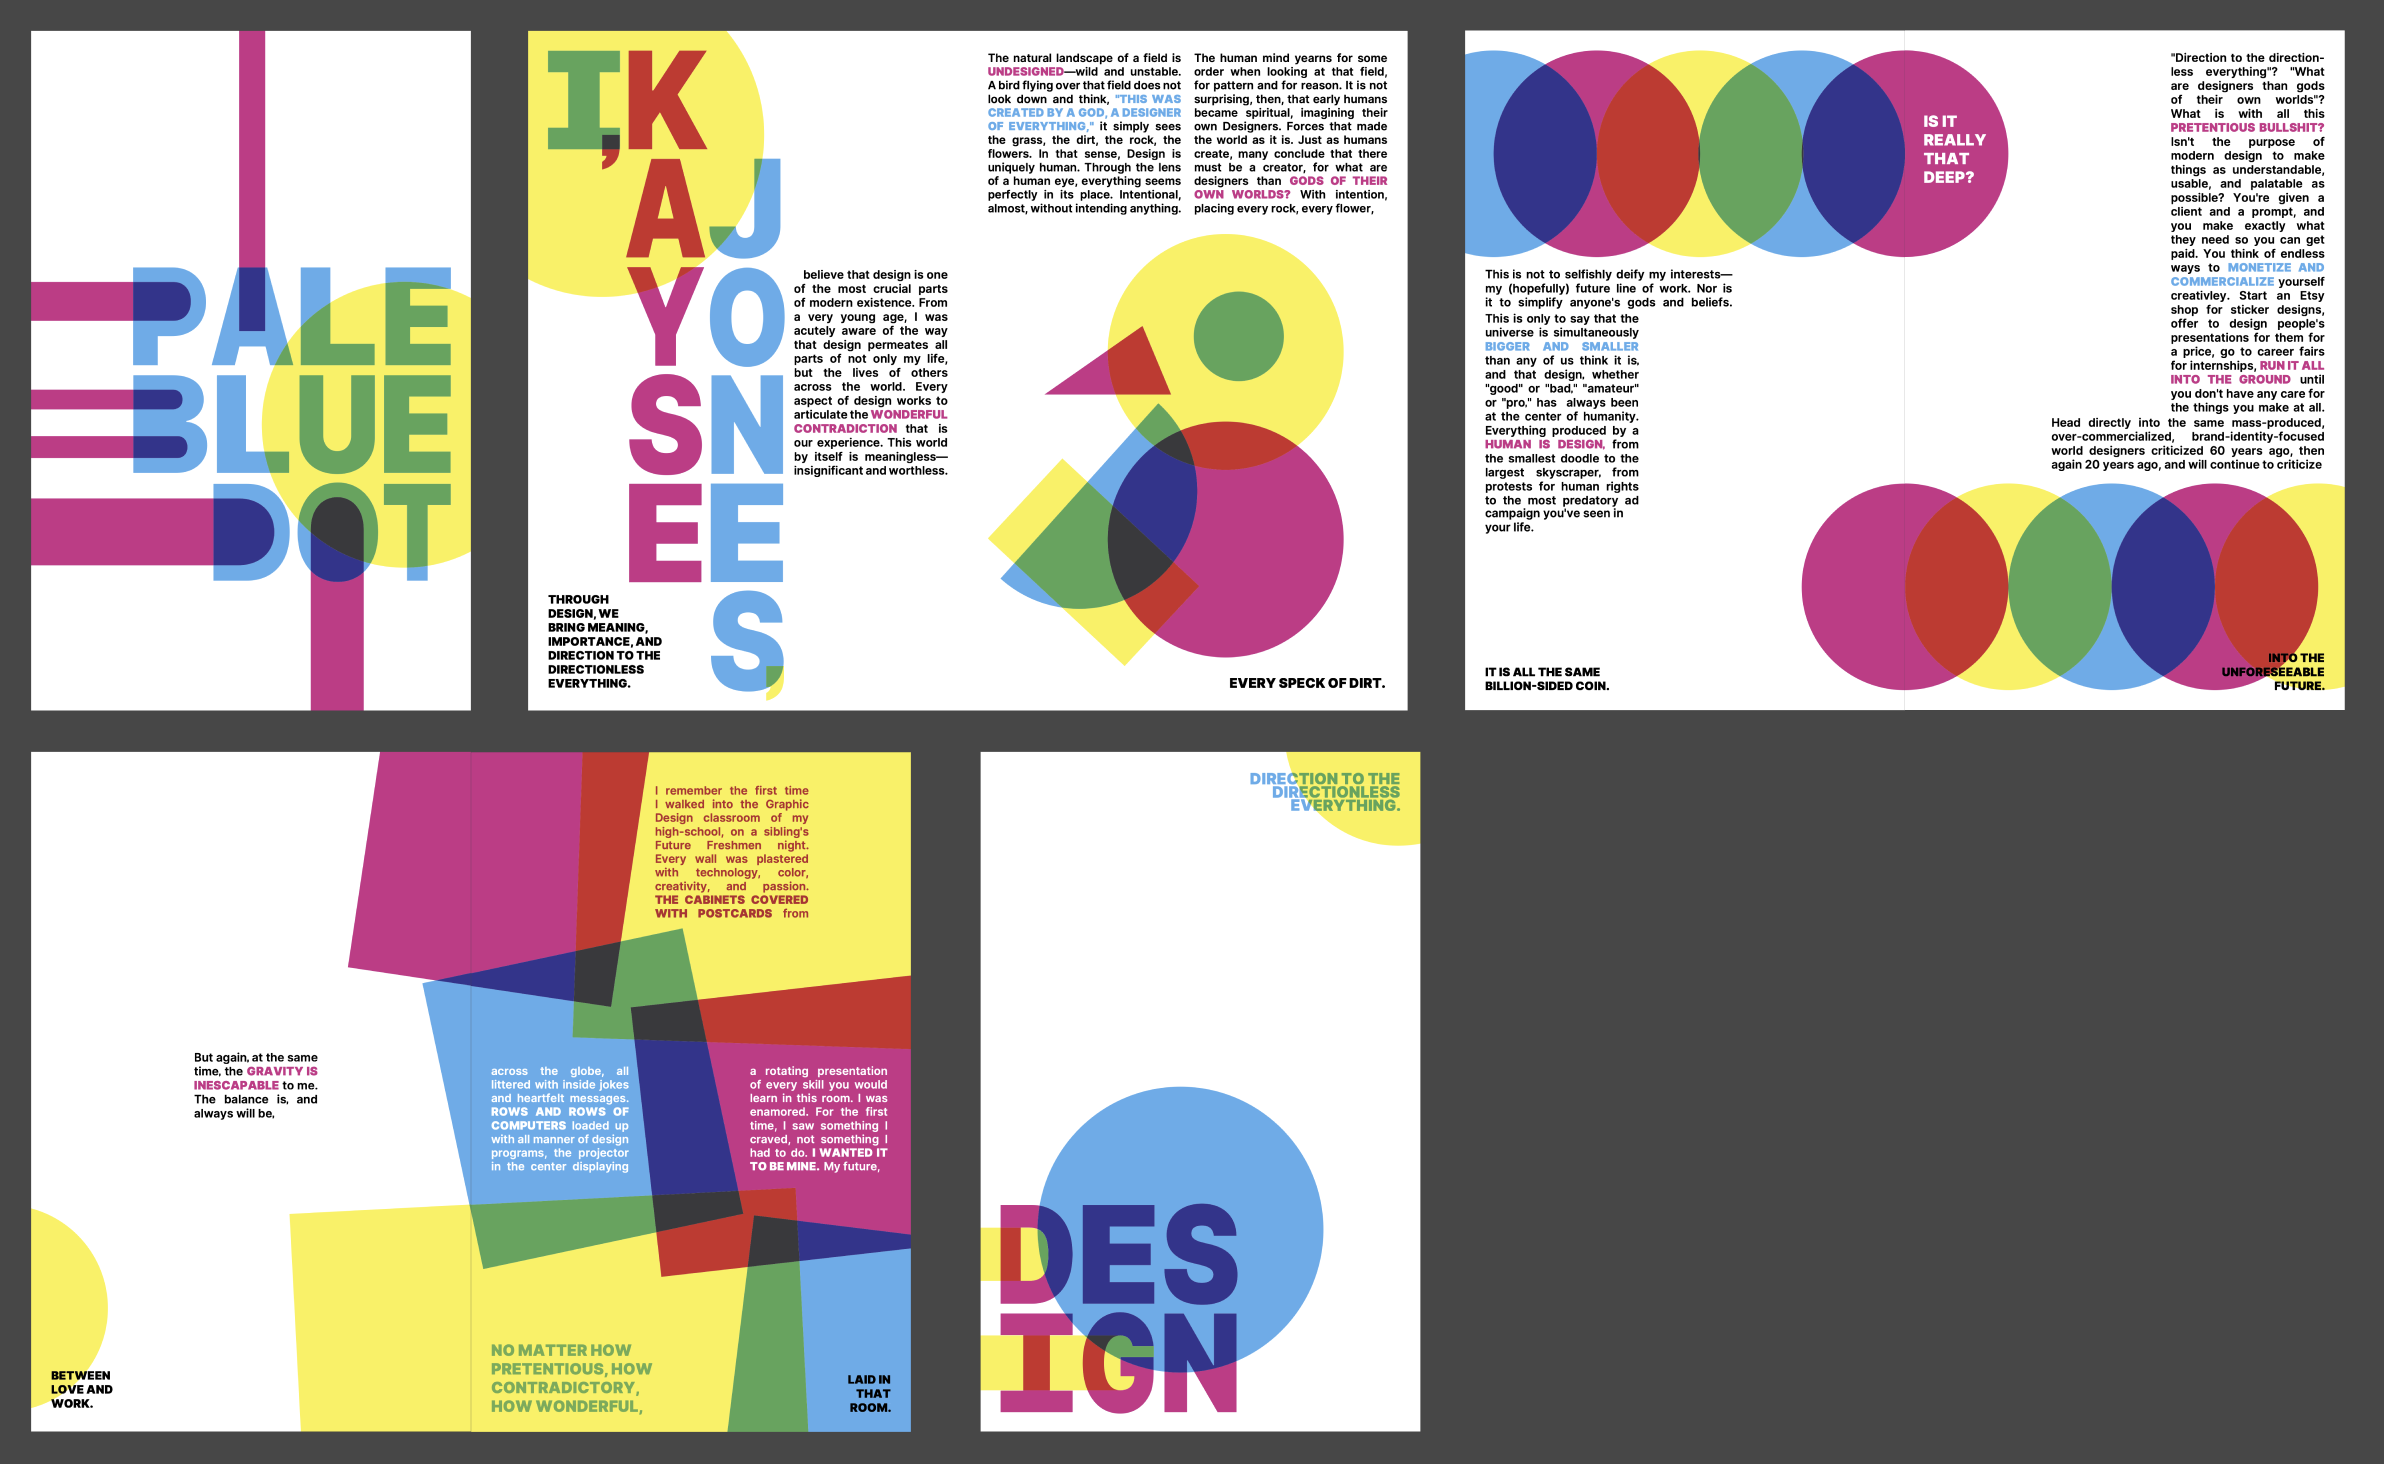 PALE
BLUE
DOT
I,
KAYSE
JONES,
believe that design is one
of the most crucial parts
of modern existence. From
a very young age, I was
acutely aware of the way
that design permeates all
parts of not only my life,
but the lives of others
across the world. Every
aspect of design works to
articulate the WONDERFUL
CONTRADICTION that is
our experience. This world
by itself is meaningless—
insignificant and worthless.
THROUGH
DESIGN, WE
BRING MEANING,
IMPORTANCE, AND
DIRECTION TO THE
DIRECTIONLESS
EVERYTHING.
The natural landscape of a field is
UNDESIGNED—wild and unstable.
A bird flying over that field does not
look down and think, "THIS WAS
CREATED BY A GOD, A DESIGNER
OF EVERYTHING," it simply sees
the grass, the dirt, the rock, the
flowers. In that sense, Design is
uniquely human. Through the lens
of a human eye, everything seems
perfectly in its place. Intentional,
almost, without intending anything.
The human mind yearns for some
order when looking at that field,
for pattern and for reason. It is not
surprising, then, that early humans
became spiritual, imagining their
own Designers. Forces that made
the world as it is. Just as humans
create, many conclude that there
must be a creator, for what are
designers than GODS OF THEIR
OWN WORLDS? With intention,
placing every rock, every flower,
EVERY SPECK OF DIRT.
This is not to selfishly deify my interests—
my (hopefully) future line of work. Nor is
it to simplify anyone's gods and beliefs.
This is only to say that the
universe is simultaneously
BIGGER AND SMALLER
than any of us think it is,
and that design, whether
"good" or "bad," "amateur"
or "pro," has always been
at the center of humanity.
Everything produced by a
HUMAN IS DESIGN, from
the smallest doodle to the
largest skyscraper, from
protests for human rights
to the most predatory ad
campaign you've seen in
your life.
IT IS ALL THE SAME
BILLION-SIDED COIN.
IS IT
REALLY
THAT
DEEP?
"Direction to the direction-
less everything"? "What
are designers than gods
of their own worlds"?
What is with all this
PRETENTIOUS BULLSHIT?
Isn't the purpose of
modern design to make
things as understandable,
usable, and palatable as
possible? You're given a
client and a prompt, and
you make exactly what
they need so you can get
paid. You think of endless
ways to MONETIZE AND
COMMERCIALIZE yourself
creativley. Start an Etsy
shop for sticker designs,
offer to design people's
presentations for them for
a price, go to career fairs
for internships, RUN IT ALL
INTO THE GROUND until
you don't have any care for
the things you make at all.
Head directly into the same mass-produced,
over-commercialized, brand-identity-focused
world designers criticized 60 years ago, then
again 20 years ago, and will continue to criticize
INTO THE
UNFORESEEABLE
FUTURE.
But again, at the same
time, the GRAVITY IS
INESCAPABLE to me.
The balance is, and
always will be,
BETWEEN
LOVE AND
WORK.
I remember the first time
I walked into the Graphic
Design classroom of my
high-school, on a sibling's
Future Freshmen night.
Every wall was plastered
with technology, color,
creativity, and passion.
THE CABINETS COVERED
WITH POSTCARDS from
across the globe, all
littered with inside jokes
and heartfelt messages.
ROWS AND ROWS OF
COMPUTERS loaded up
with all manner of design
programs, the projector
in the center displaying
a rotating presentation
of every skill you would
learn in this room. I was
enamored. For the first
time, I saw something I
craved, not something I
had to do. I WANTED IT
TO BE MINE. My future,
LAID IN
THAT
ROOM.
NO MATTER HOW
PRETENTIOUS, HOW
CONTRADICTORY,
HOW WONDERFUL,
DIRECTION TO THE
DIRECTIONLESS
EVERYTHING.
DES
IGN